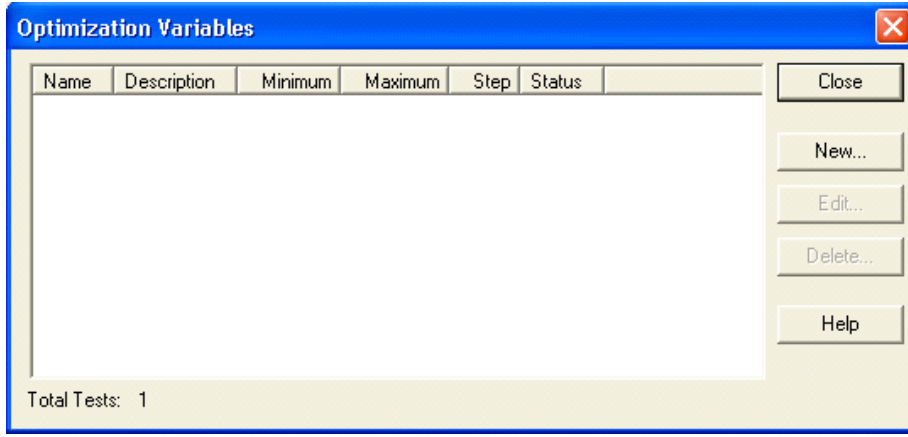 Optimization Variables
Name Description Minimum Maximum Step Status
Close
New...
Edit...
Delete...
Help
Total Tests: 1